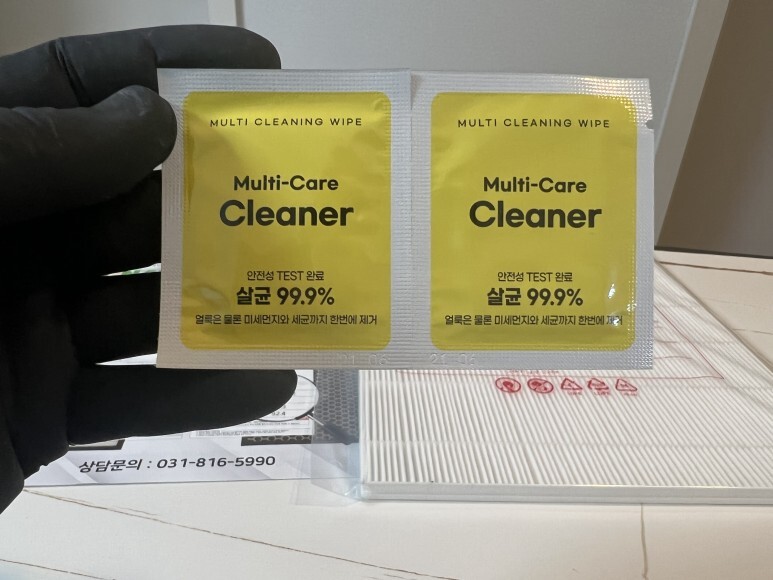 MULTI CLEANING WIPE
Multi-Care
Cleaner
안전성 TEST 완료
살균 99.9%
얼룩은 물론 미세먼지와 세균까지 한번에 제거
MULTI CLEANING WIPE
Multi-Care
Cleaner
안전성 TEST 완료
살균 99.9%
얼룩은 물론 미세먼지와 세균까지 한번에 제거
21.06
상담문의 : 031-816-5990